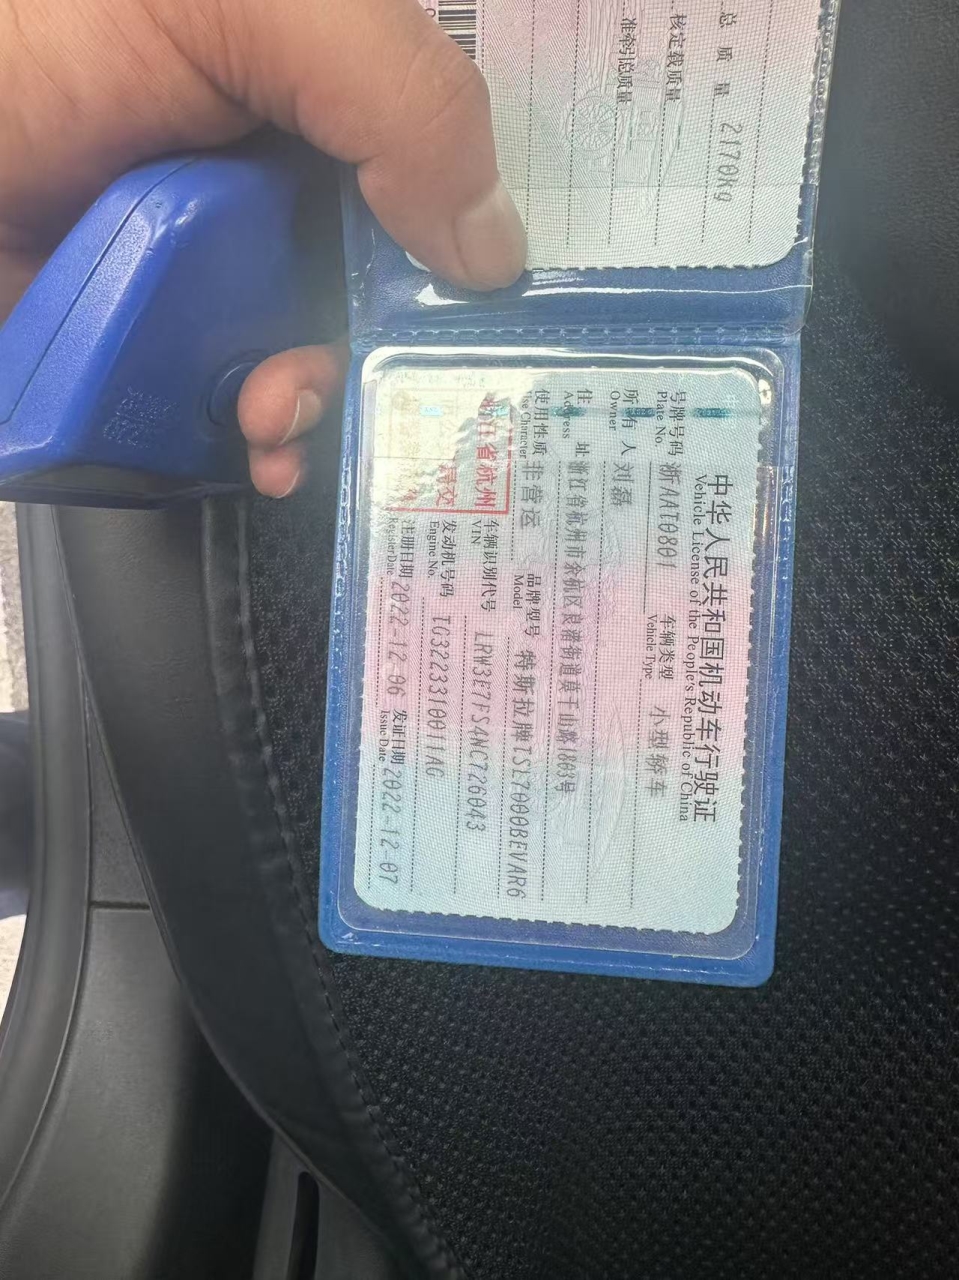 总质量 2170kg
核定载质量
准牵引总质量
中华人民共和国机动车行驶证
Vehicle License of the People's Republic of China
号牌号码 浙AAT0801 车辆类型 小型轿车
Plate No. Vehicle Type
所有人 刘磊
Owner
住址 浙江省杭州市余杭区良渚街道莫干山路1803号
Address
使用性质 非营运 品牌型号 特斯拉牌TSL7000BEVAR6
Use Character Model
浙江省杭州
车辆识别代号 LRW3E7FS4NC726043
VIN
发动机号码 TG3223310011AG
Engine No.
注册日期 2022-12-06 发证日期 2022-12-07
Register Date Issue Date